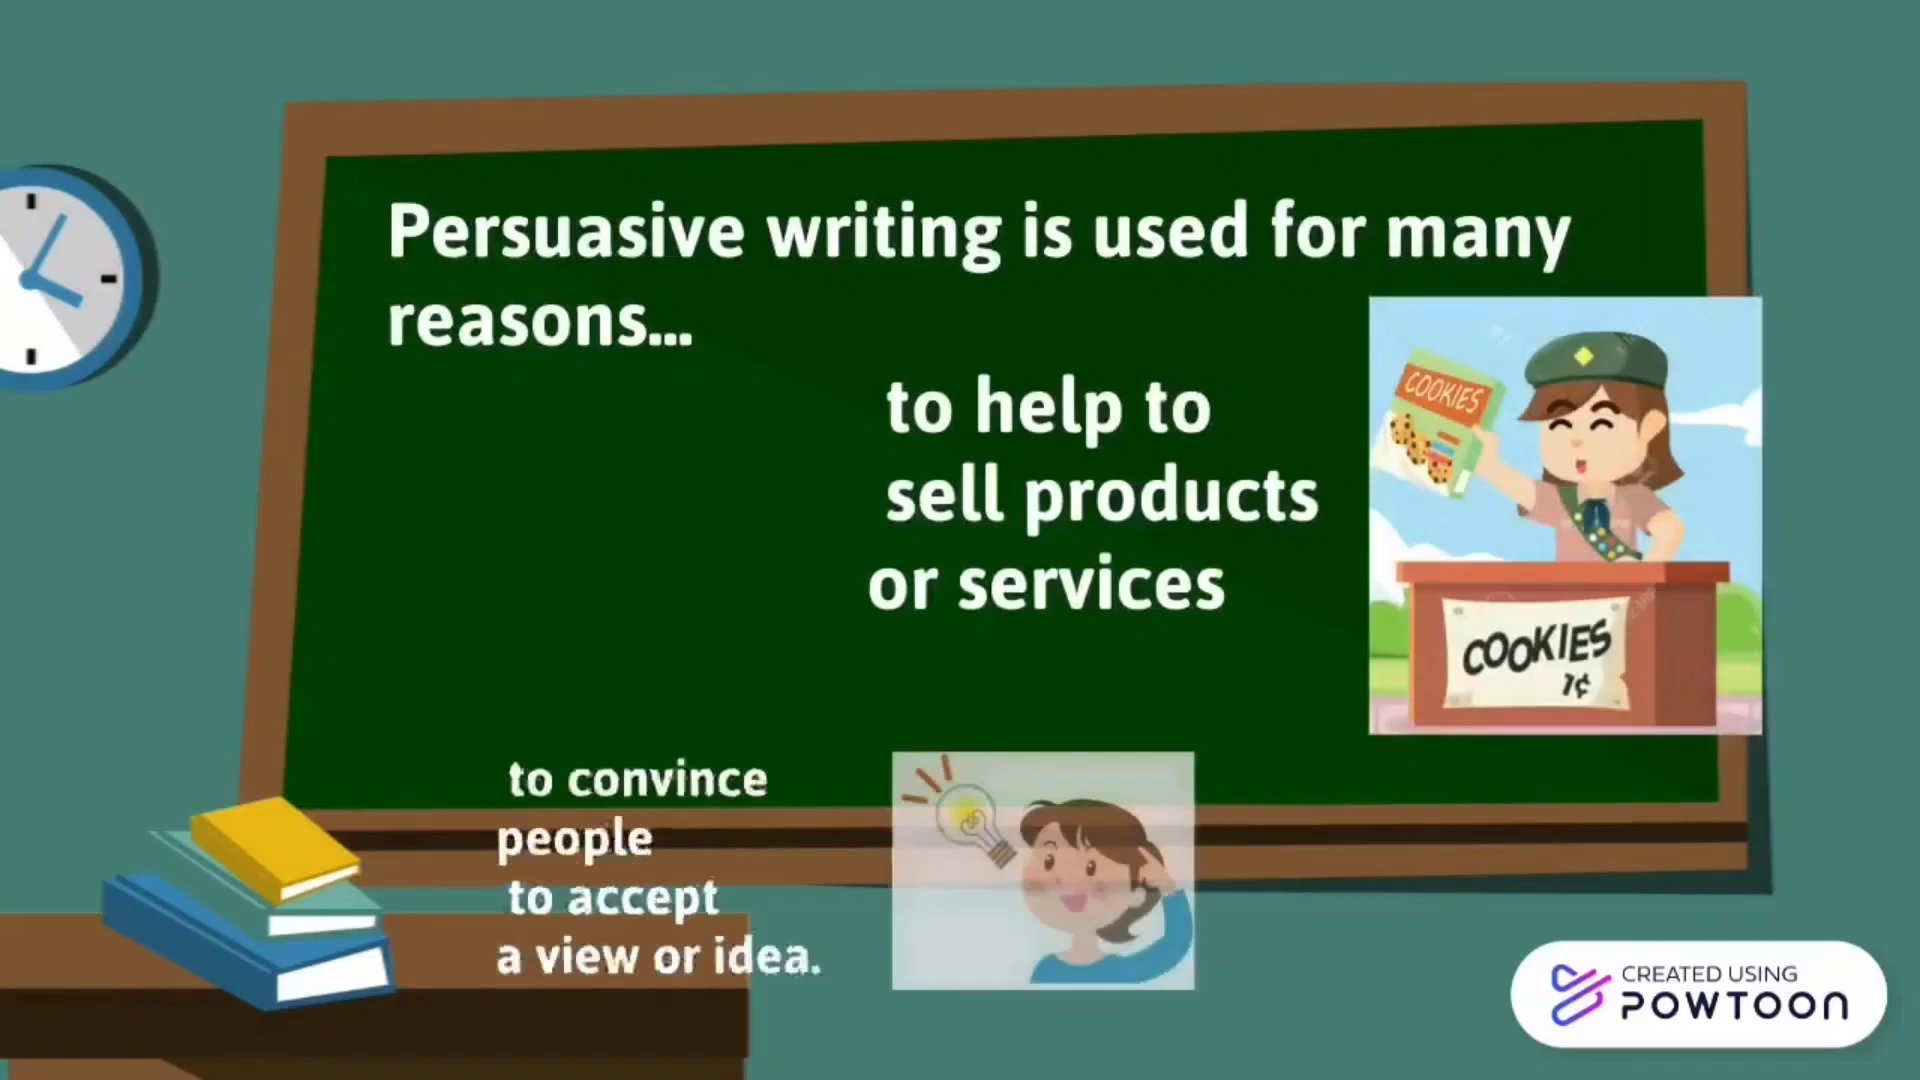 Persuasive writing is used for many
reasons...
to help to
sell products
or services
COOKIES
COOKIES
1¢
to convince
people
to accept
a view or idea.
CREATED USING
POWTOON